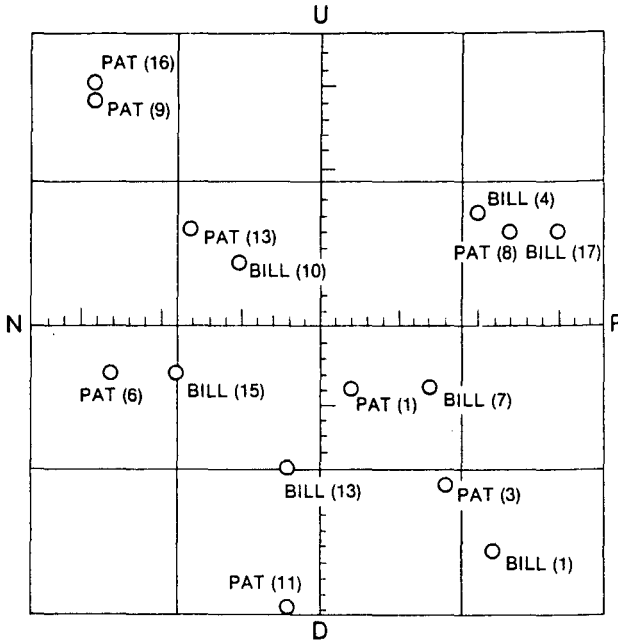 U
PAT (16)
PAT (9)
BILL (4)
PAT (13)
PAT (8) BILL (17)
BILL (10)
N
P
PAT (6)
BILL (15)
PAT (1)
BILL (7)
BILL (13)
PAT (3)
BILL (1)
PAT (11)
D